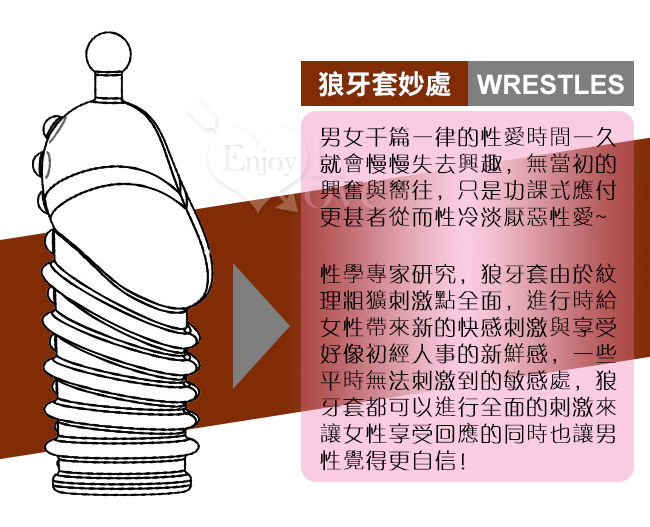 狼牙套妙處 WRESTLES
男女千篇一律的性愛時間一久
就會慢慢失去興趣，無當初的
興奮與嚮往，只是功課式應付
更甚者從而性冷淡厭惡性愛~
性學專家研究，狼牙套由於紋
理粗獷刺激點全面，進行時給
女性帶來新的快感刺激與享受
好像初經人事的新鮮感，一些
平時無法刺激到的敏感處，狼
牙套都可以進行全面的刺激來
讓女性享受回應的同時也讓男
性覺得更自信！
Enjoy